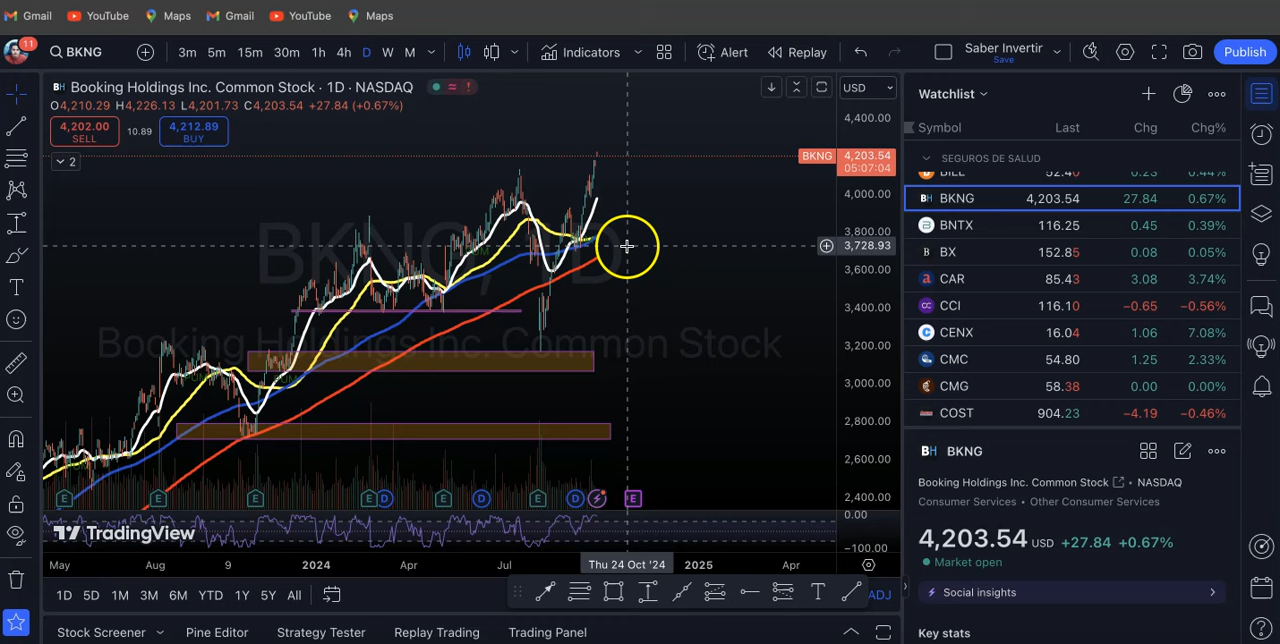 Gmail YouTube Maps Gmail YouTube Maps
11 BKNG 3m 5m 15m 30m 1h 4h D W M Indicators Alert Replay Saber Invertir Save Publish
Booking Holdings Inc. Common Stock · 1D · NASDAQ
O4,210.29 H4,226.13 L4,201.73 C4,203.54 +27.84 (+0.67%)
4,202.00 SELL 10.89 4,212.89 BUY
2
USD
4,400.00
BKNG 4,203.54
05:07:04
4,000.00
3,800.00
3,728.93
3,600.00
3,400.00
3,200.00
3,000.00
2,800.00
2,600.00
2,400.00
0.00
−100.00
BKNG, 1D
Booking Holdings Inc. Common Stock
E E E E D E D E D E
TradingView
May Aug 9 2024 Apr Jul Thu 24 Oct '24 2025 Apr
1D 5D 1M 3M 6M YTD 1Y 5Y All ADJ
Stock Screener Pine Editor Strategy Tester Replay Trading Trading Panel
Watchlist
Symbol Last Chg Chg%
SEGUROS DE SALUD
BILL 52.40 0.23 0.44%
BKNG 4,203.54 27.84 0.67%
BNTX 116.25 0.45 0.39%
BX 152.85 0.08 0.05%
CAR 85.43 3.08 3.74%
CCI 116.10 −0.65 −0.56%
CENX 16.04 1.06 7.08%
CMC 54.80 1.25 2.33%
CMG 58.38 0.00 0.00%
COST 904.23 −4.19 −0.46%
BKNG
Booking Holdings Inc. Common Stock • NASDAQ
Consumer Services • Other Consumer Services
4,203.54 USD +27.84 +0.67%
Market open
Social insights
Key stats